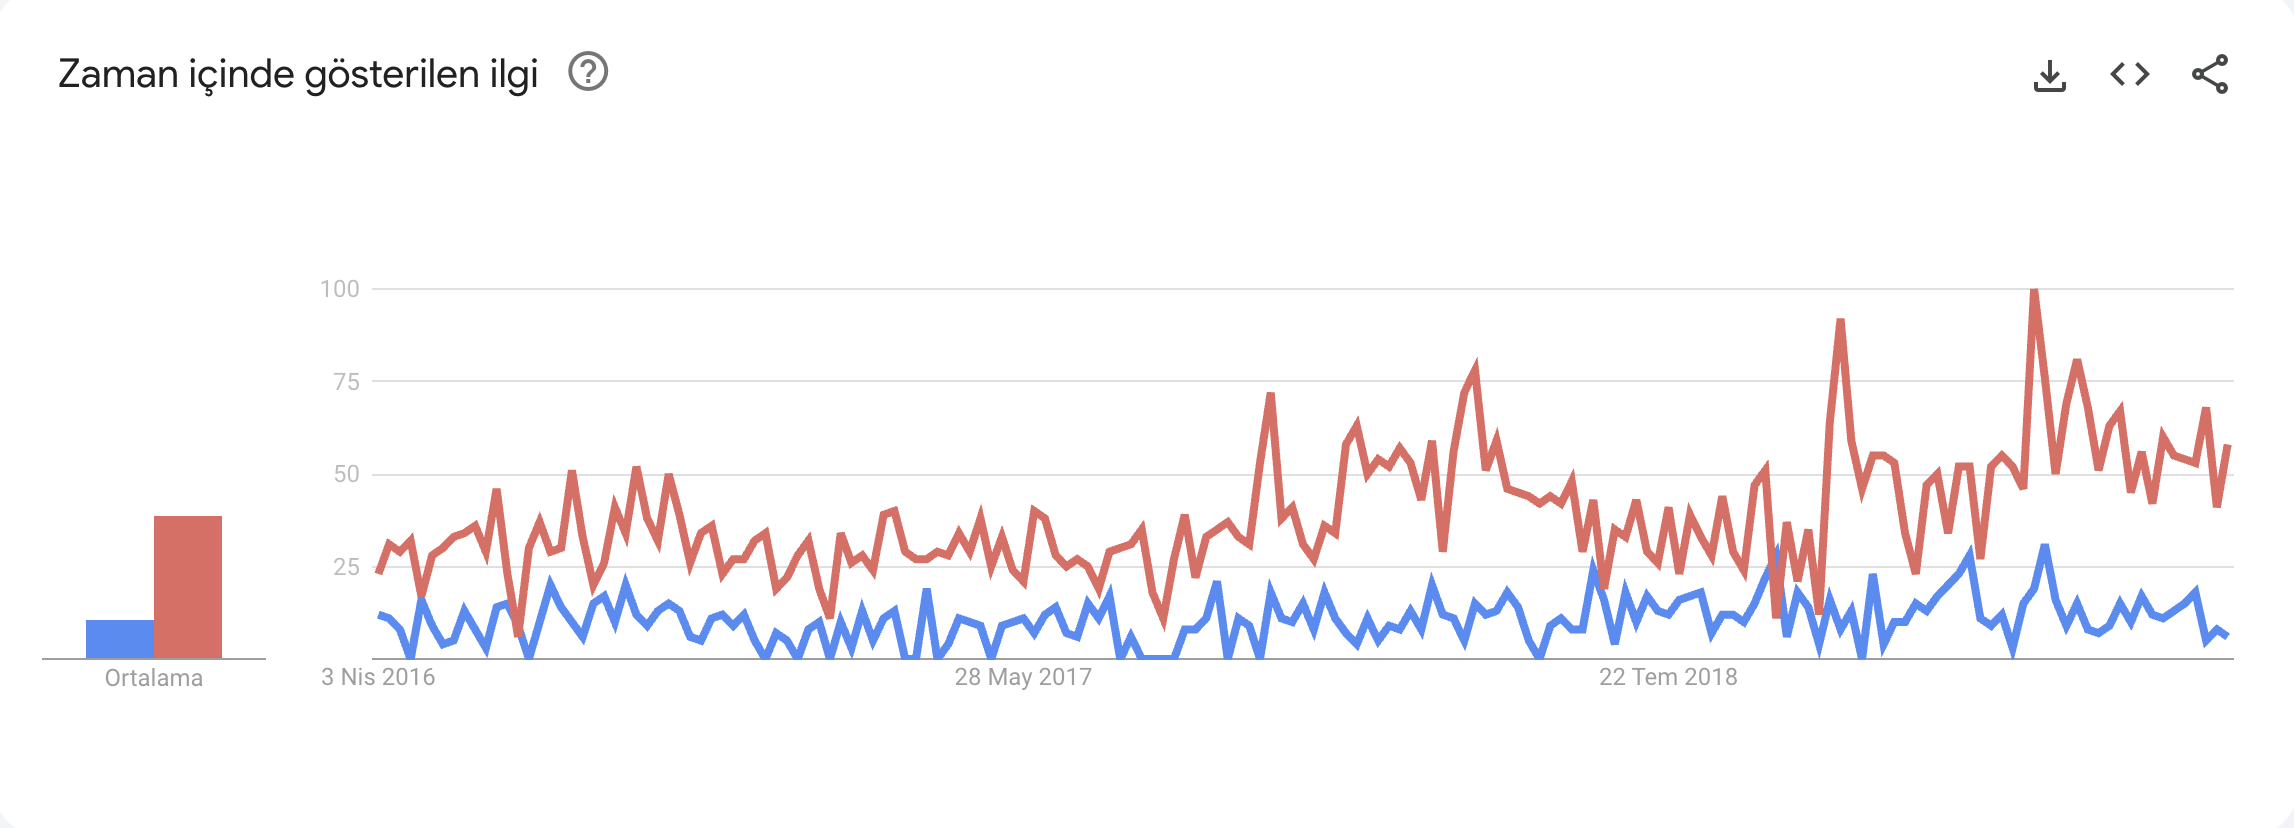 Zaman içinde gösterilen ilgi
?
100
75
50
25
Ortalama
3 Nis 2016
28 May 2017
22 Tem 2018